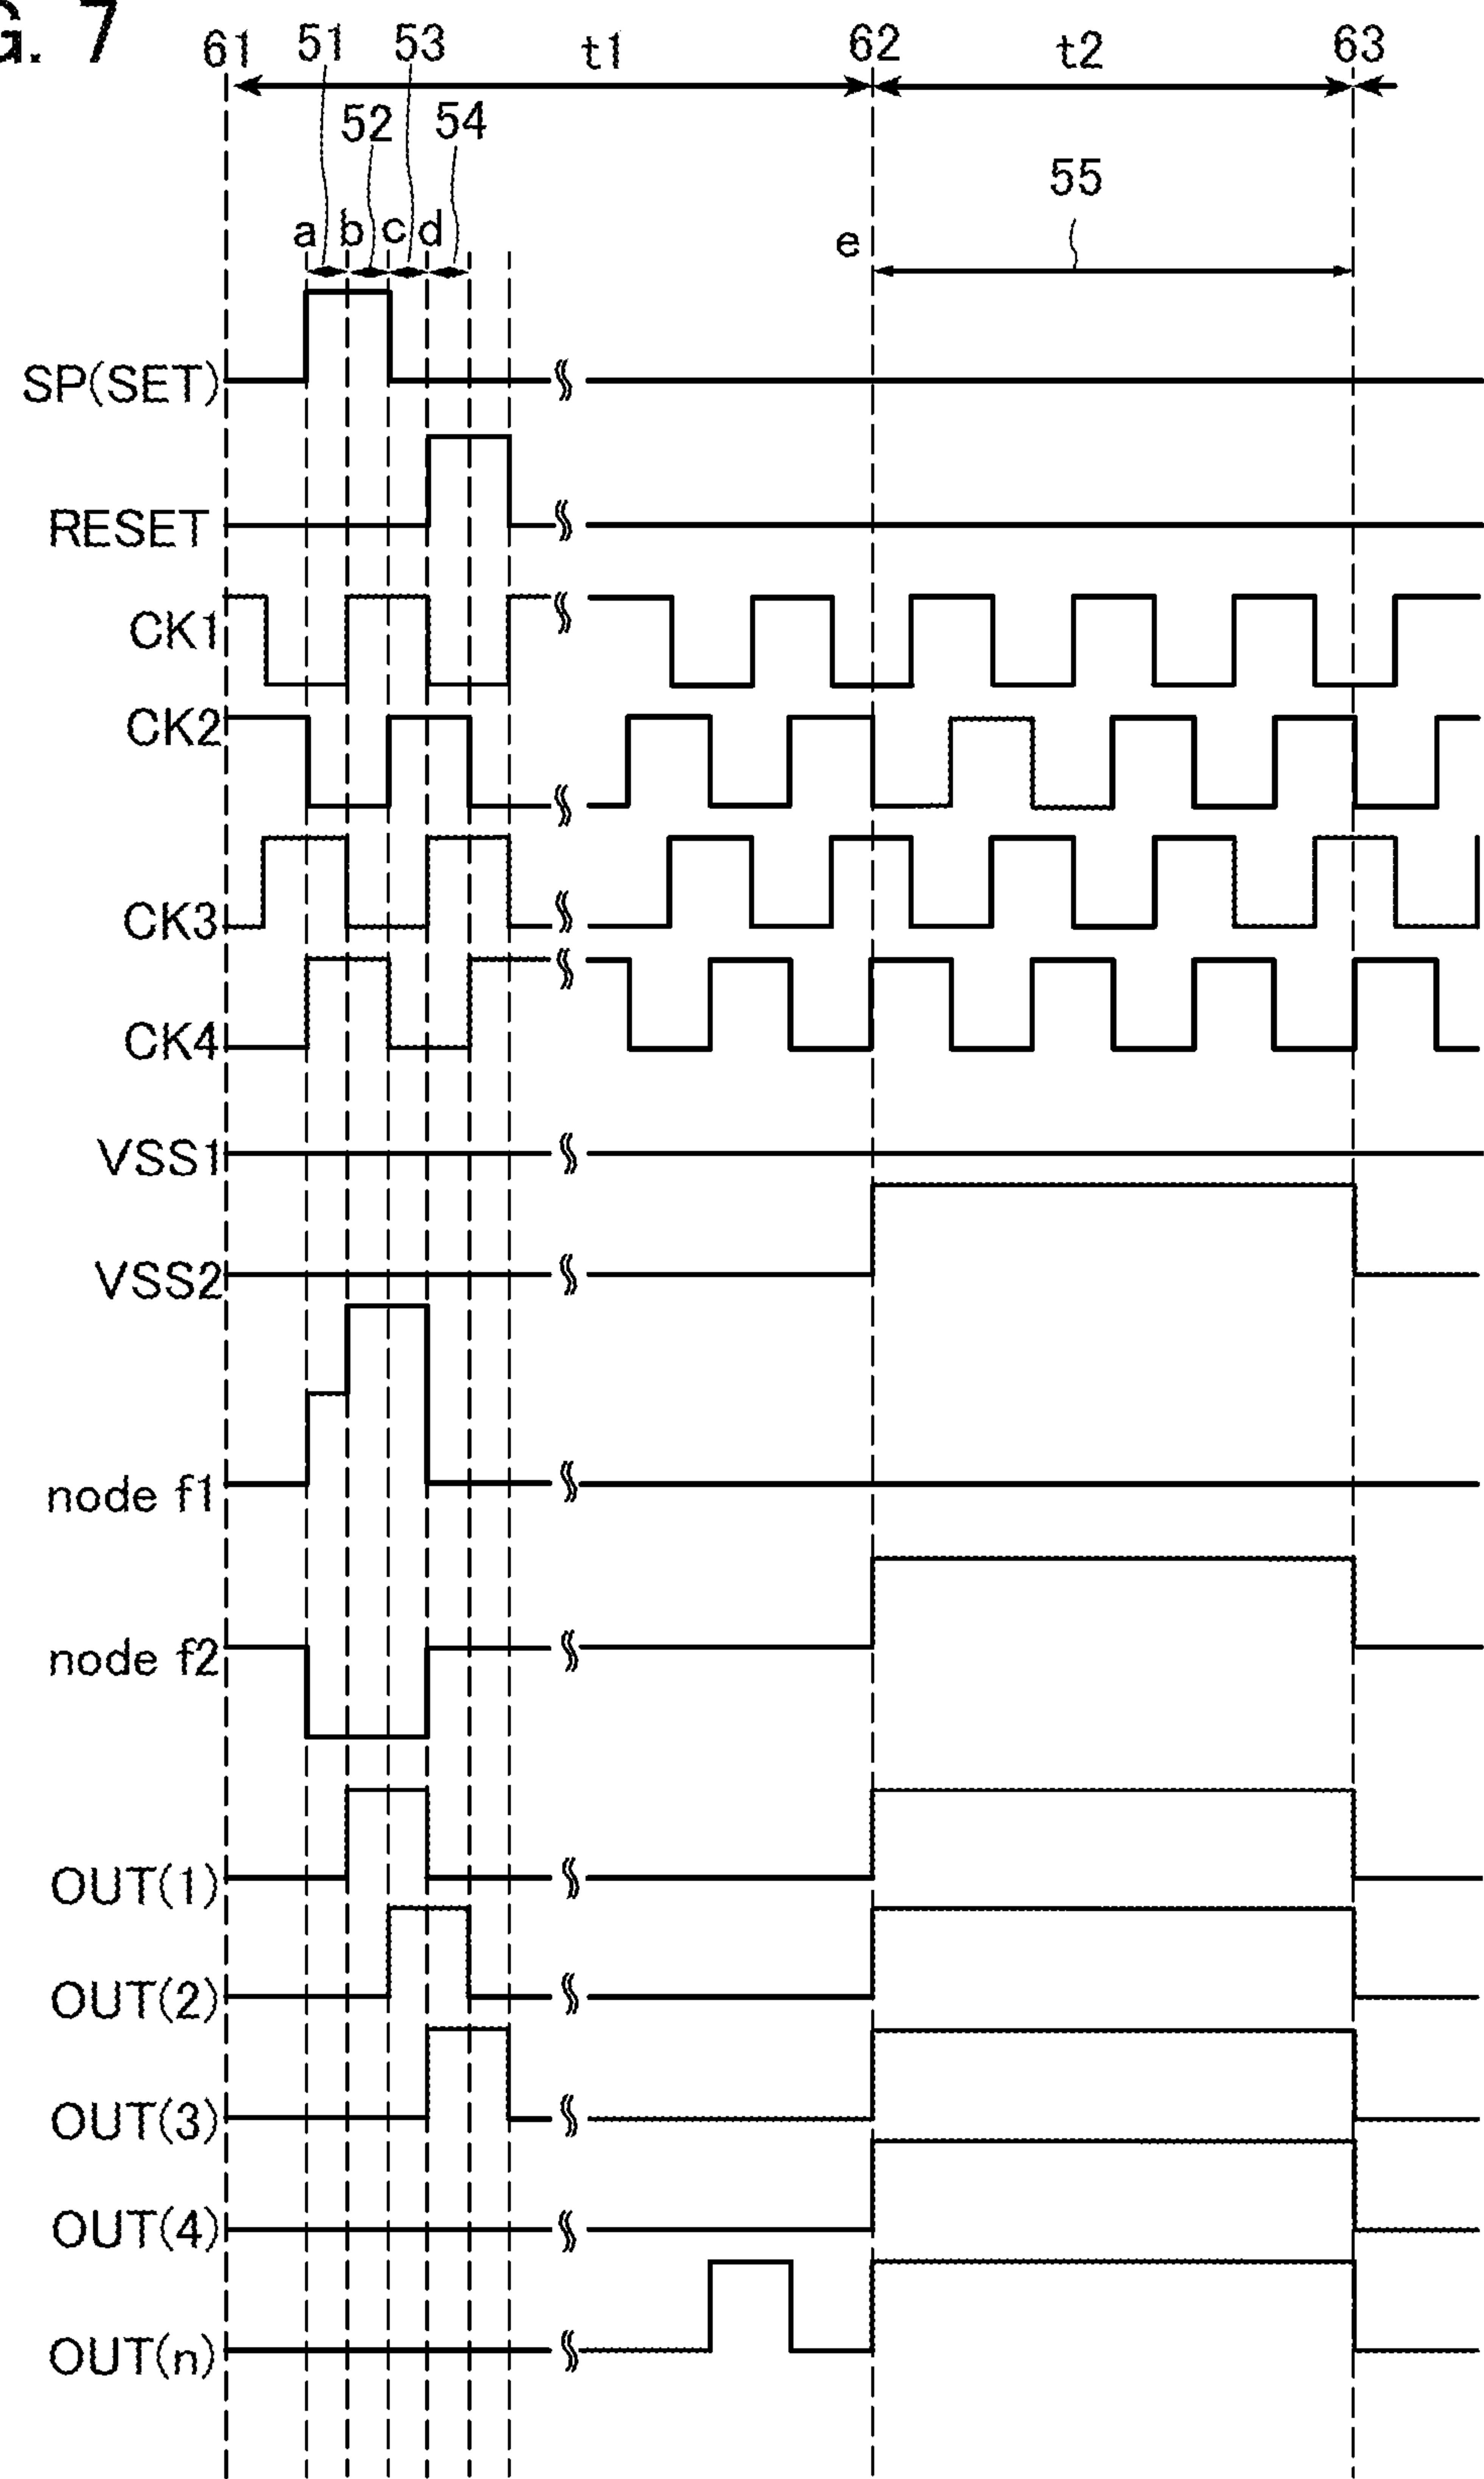 G. 7
61 51 53 t1 62 t2 63
52 54
55
a b c d e
SP(SET)
RESET
CK1
CK2
CK3
CK4
VSS1
VSS2
node f1
node f2
OUT(1)
OUT(2)
OUT(3)
OUT(4)
OUT(n)